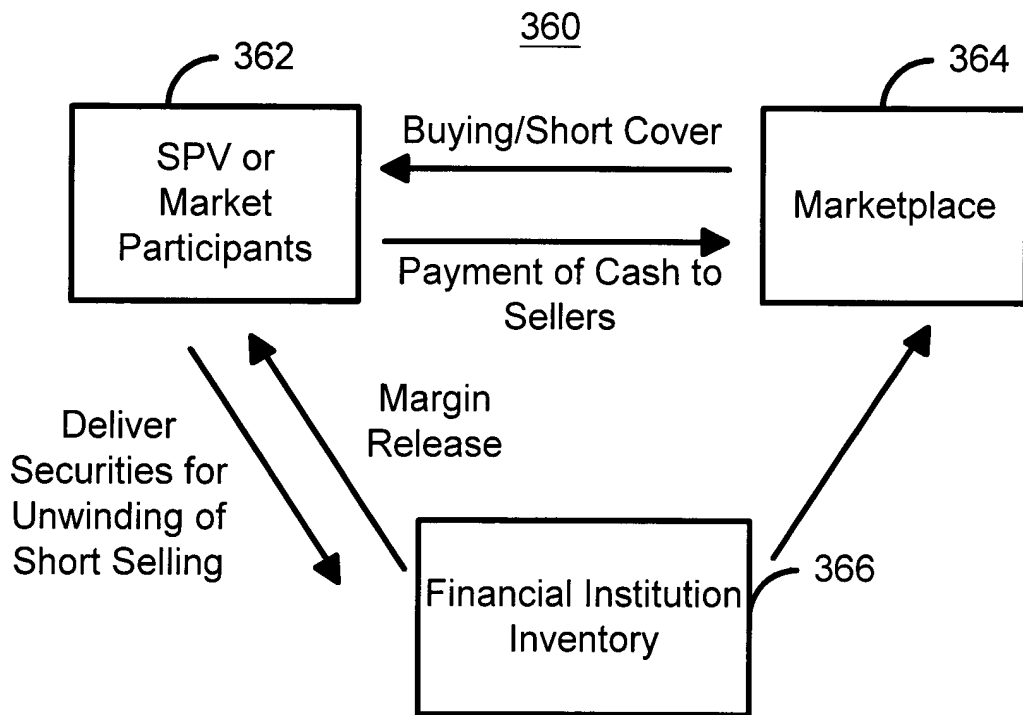 360
362
364
SPV or
Market
Participants
Buying/Short Cover
Marketplace
Payment of Cash to
Sellers
Deliver
Securities for
Unwinding of
Short Selling
Margin
Release
Financial Institution
Inventory
366